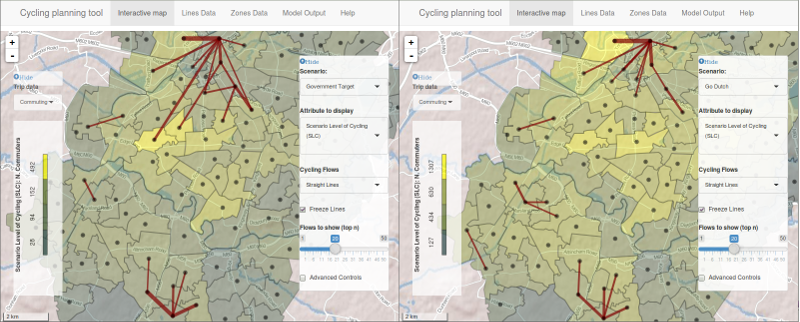 Cycling planning tool Interactive map Lines Data Zones Data Model Output Help
+
-
Hide
Trip data
Commuting
Scenario Level of Cycling (SLC): N. Commuters
28 94 152 492
2 km
Hide
Scenario:
Government Target
Attribute to display
Scenario Level of Cycling
(SLC)
Cycling Flows
Straight Lines
Freeze Lines
Flows to show (top n)
1 20 50
Advanced Controls
Cycling planning tool Interactive map Lines Data Zones Data Model Output Help
+
-
Hide
Trip data
Commuting
Scenario Level of Cycling (SLC): N. Commuters
127 434 630 1307
2 km
Hide
Scenario:
Go Dutch
Attribute to display
Scenario Level of Cycling
(SLC)
Cycling Flows
Straight Lines
Freeze Lines
Flows to show (top n)
1 20 50
Advanced Controls